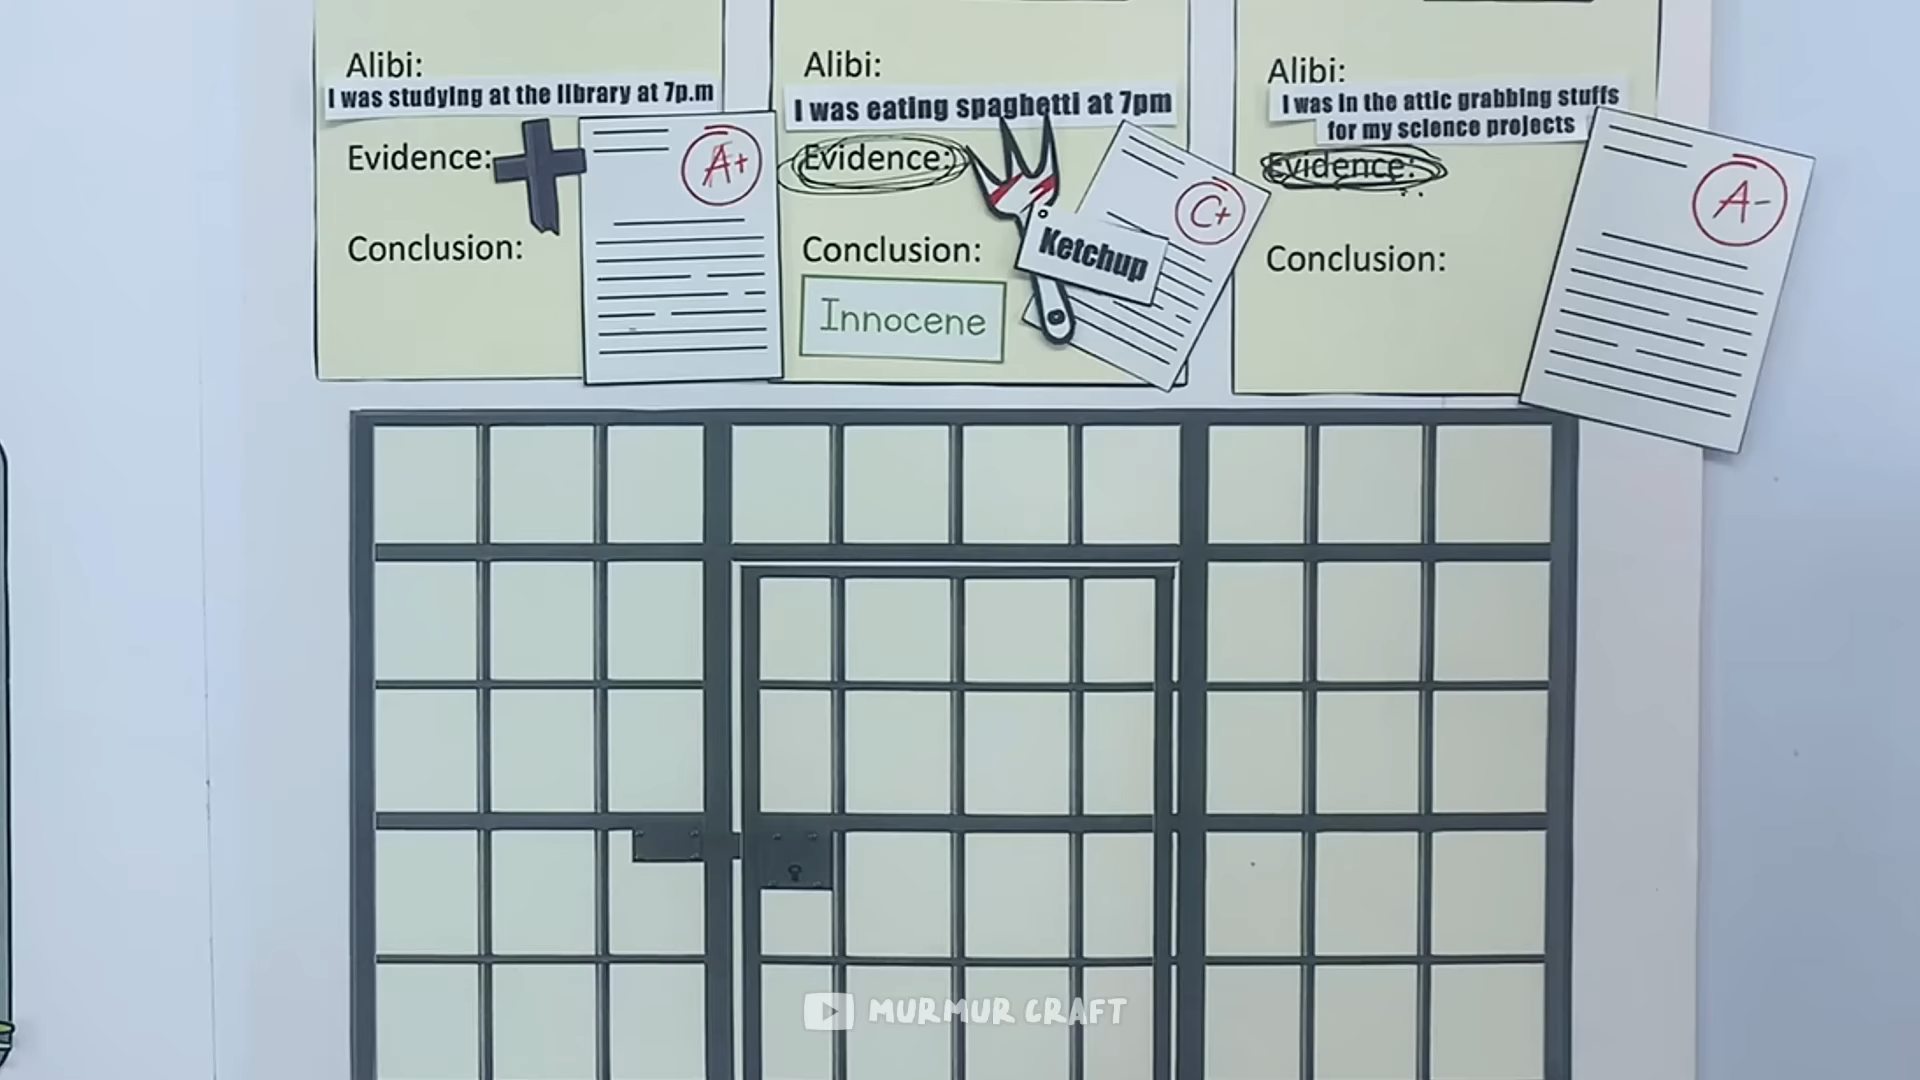 Alibi:
I was studying at the library at 7p.m
Evidence:
A+
Conclusion:
Alibi:
I was eating spaghetti at 7pm
Evidence:
C+
Ketchup
Conclusion:
Innocene
Alibi:
I was in the attic grabbing stuffs
for my science projects
Evidence:
A-
Conclusion:
MURMUR CRAFT